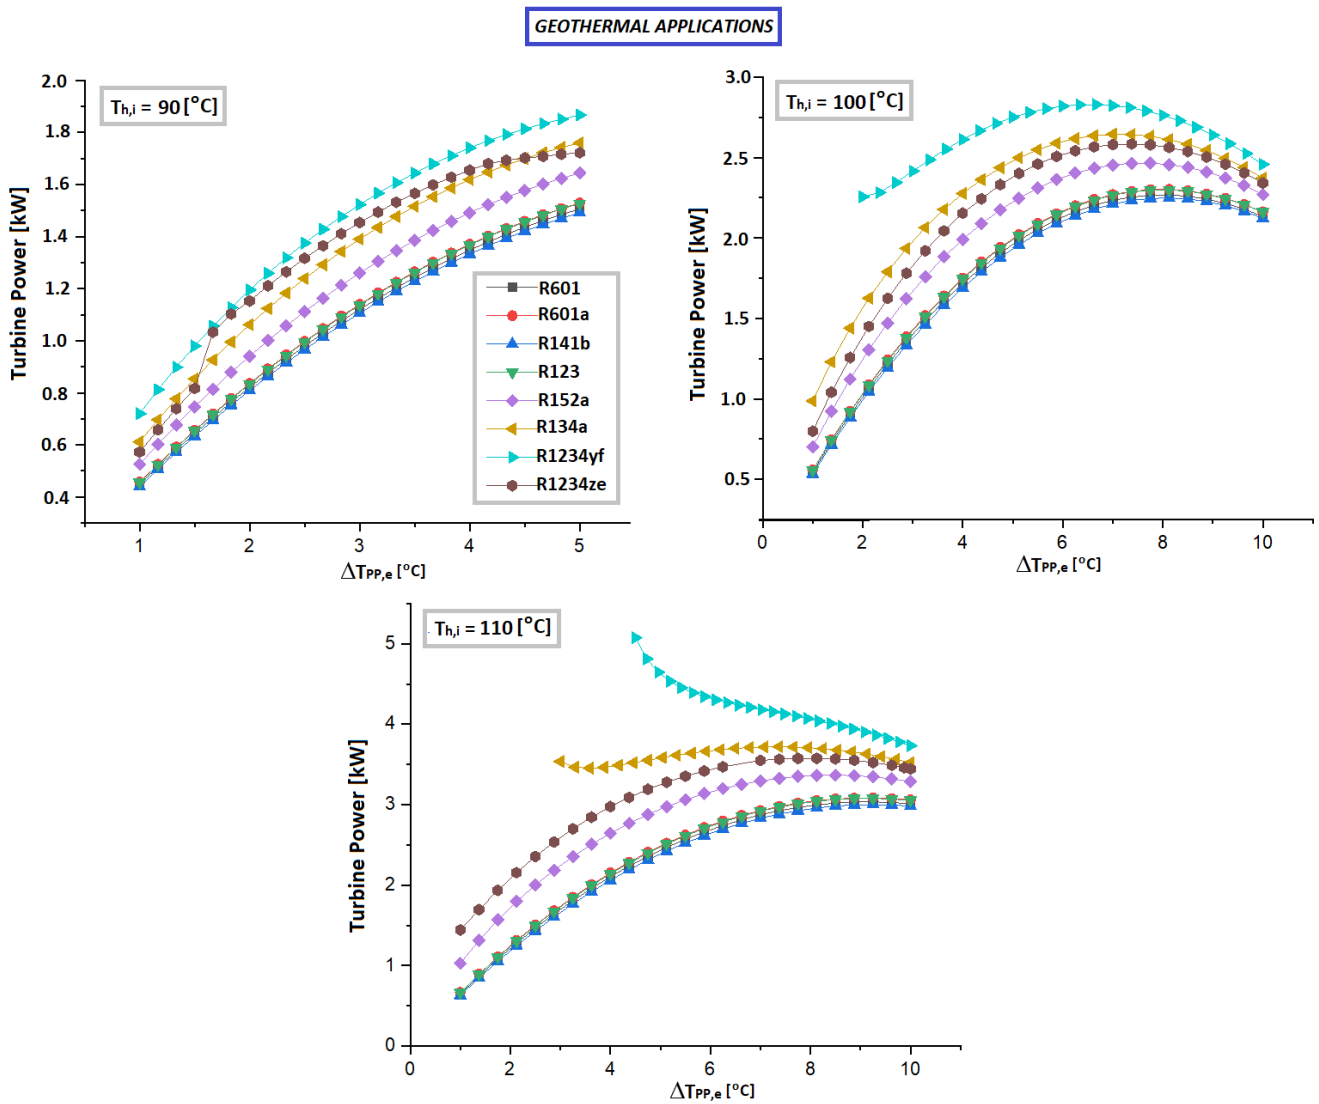 GEOTHERMAL APPLICATIONS
Th,i = 90 [°C]
Turbine Power [kW]
2.0
1.8
1.6
1.4
1.2
1.0
0.8
0.6
0.4
1 2 3 4 5
ΔTPP,e [°C]
R601
R601a
R141b
R123
R152a
R134a
R1234yf
R1234ze
Th,i = 100 [°C]
Turbine Power [kW]
3.0
2.5
2.0
1.5
1.0
0.5
0 2 4 6 8 10
ΔTPP,e [°C]
Th,i = 110 [°C]
Turbine Power [kW]
5
4
3
2
1
0
0 2 4 6 8 10
ΔTPP,e [°C]